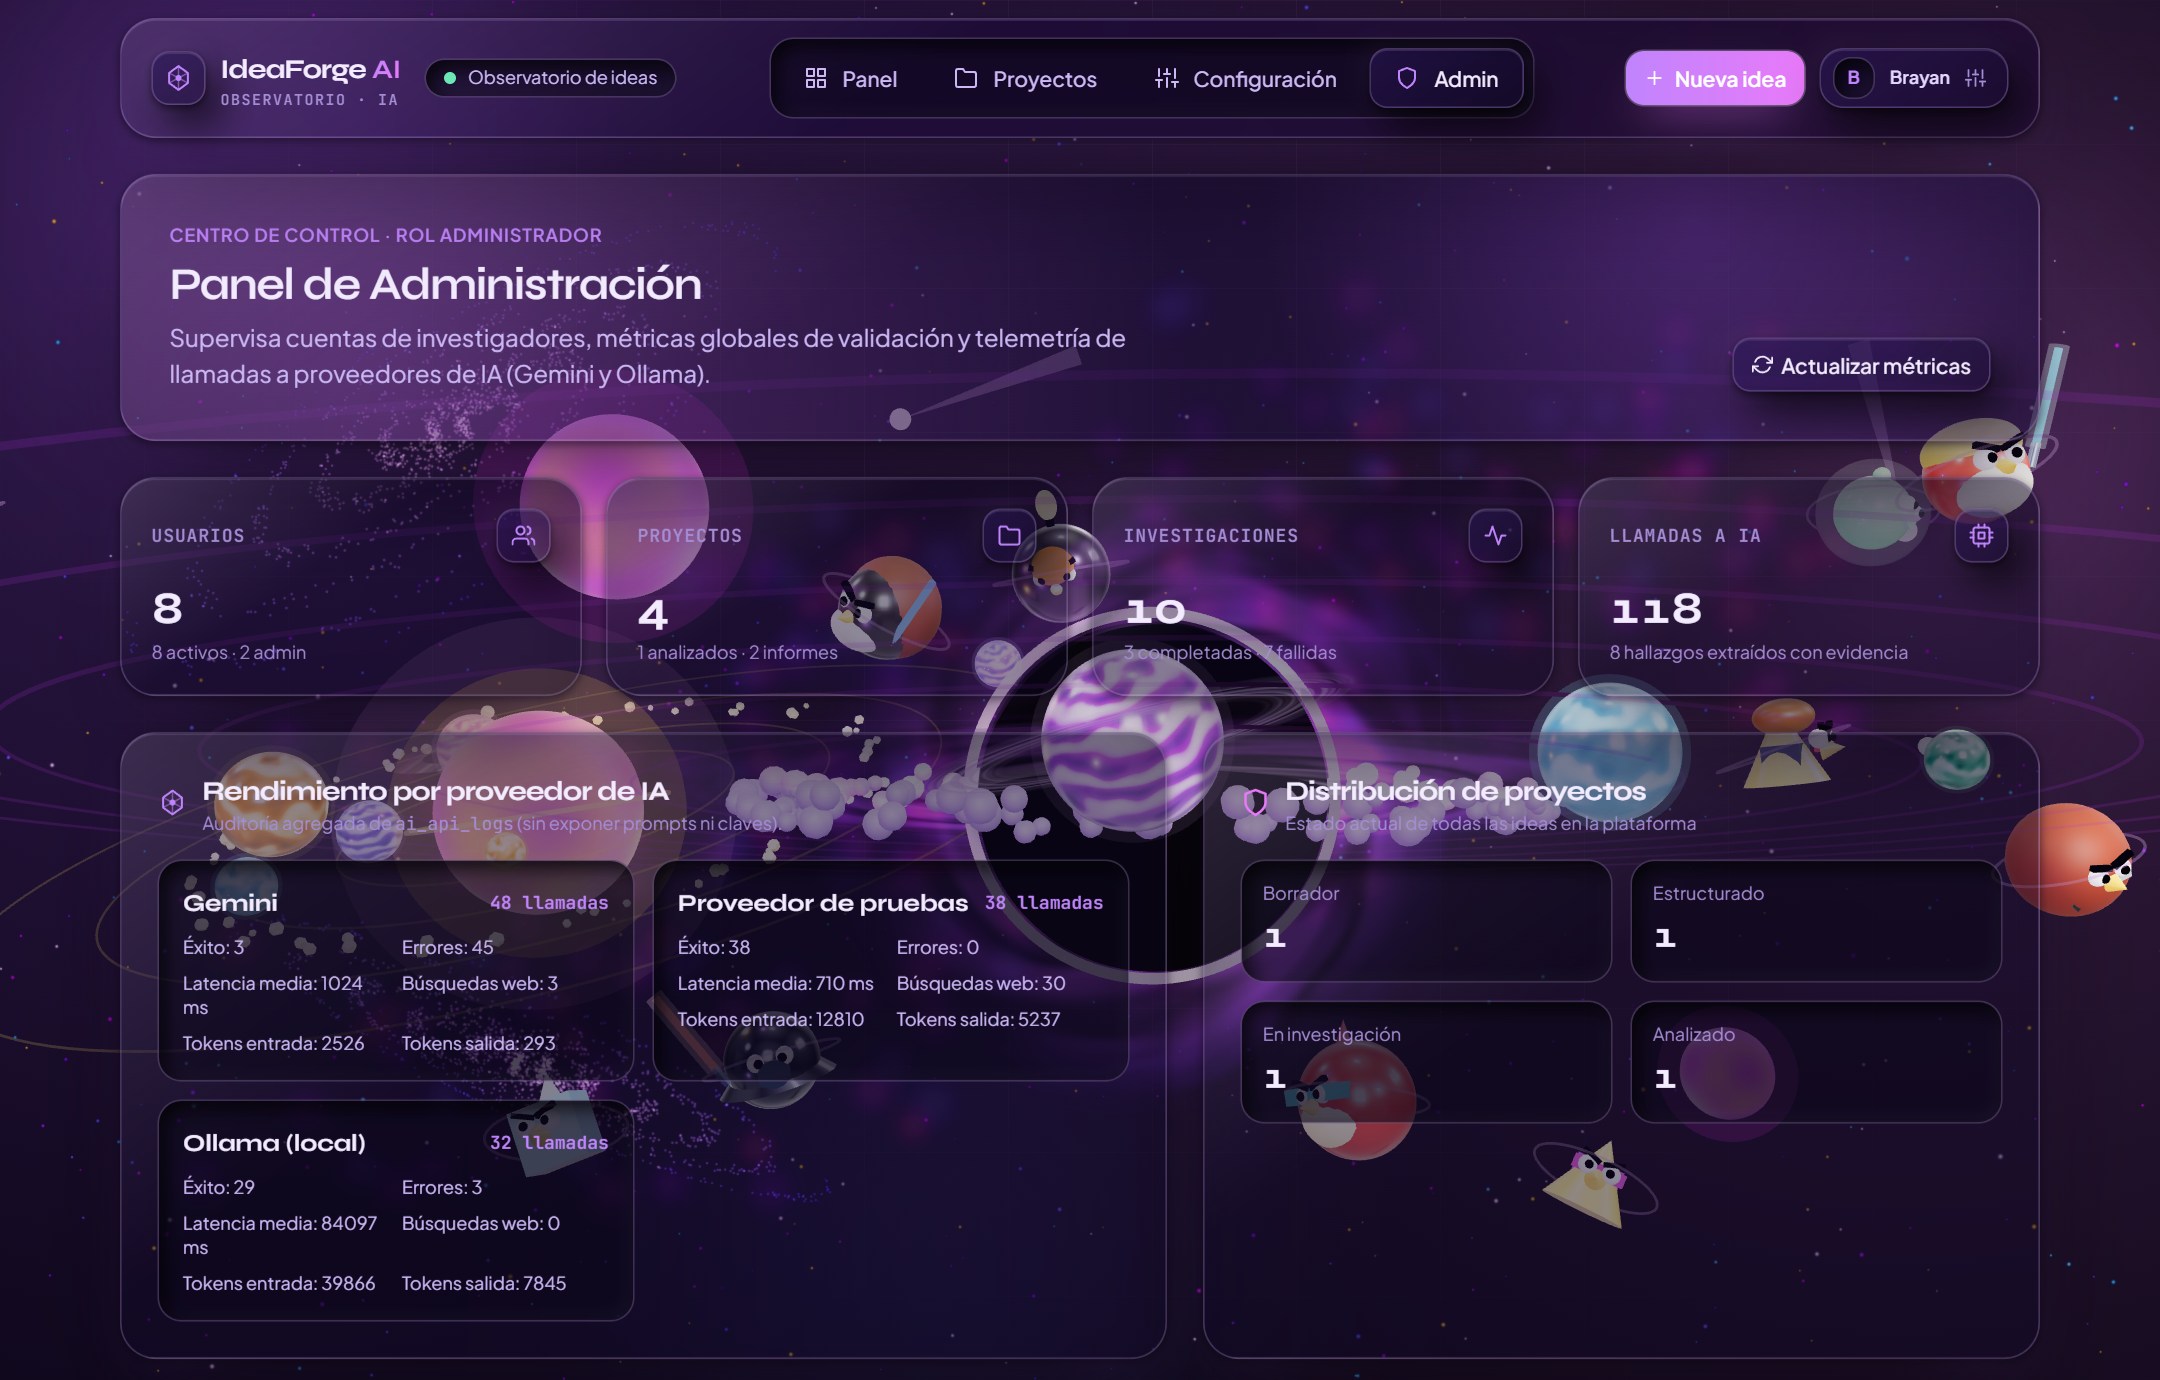 IdeaForge AI
OBSERVATORIO · IA
Observatorio de ideas
Panel
Proyectos
Configuración
Admin
+ Nueva idea
B
Brayan
CENTRO DE CONTROL · ROL ADMINISTRADOR
Panel de Administración
Supervisa cuentas de investigadores, métricas globales de validación y telemetría de
llamadas a proveedores de IA (Gemini y Ollama).
Actualizar métricas
USUARIOS
8
8 activos · 2 admin
PROYECTOS
4
1 analizados · 2 informes
INVESTIGACIONES
10
3 completadas · 7 fallidas
LLAMADAS A IA
118
8 hallazgos extraídos con evidencia
Rendimiento por proveedor de IA
Auditoría agregada de ai_api_logs (sin exponer prompts ni claves).
Gemini
48 llamadas
Éxito: 3
Errores: 45
Latencia media: 1024
ms
Búsquedas web: 3
Tokens entrada: 2526
Tokens salida: 293
Proveedor de pruebas
38 llamadas
Éxito: 38
Errores: 0
Latencia media: 710 ms
Búsquedas web: 30
Tokens entrada: 12810
Tokens salida: 5237
Ollama (local)
32 llamadas
Éxito: 29
Errores: 3
Latencia media: 84097
ms
Búsquedas web: 0
Tokens entrada: 39866
Tokens salida: 7845
Distribución de proyectos
Estado actual de todas las ideas en la plataforma
Borrador
1
Estructurado
1
En investigación
1
Analizado
1